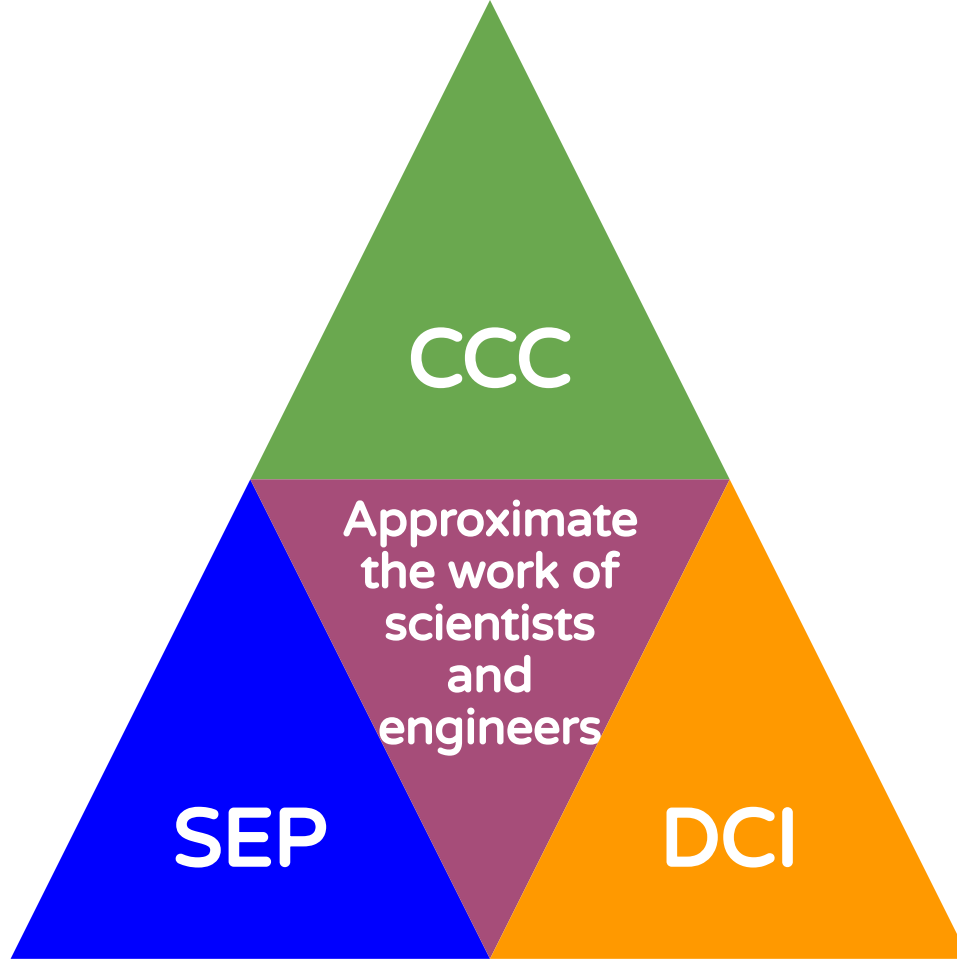 CCC
Approximate
the work of
scientists
and
engineers
SEP
DCI